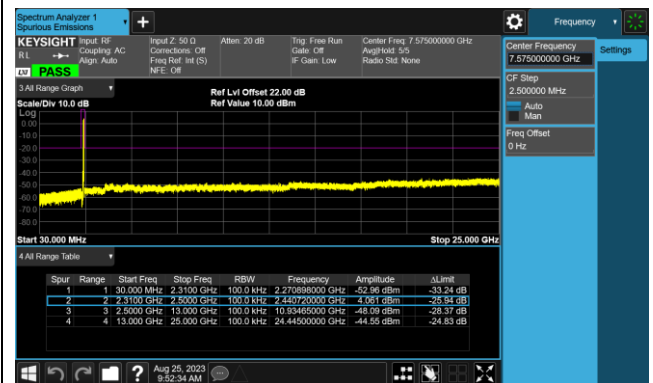 Spectrum Analyzer 1
Spurious Emissions
Frequency
KEYSIGHT Input: RF Input Z: 50 Ω Atten: 20 dB Trig: Free Run Center Freq: 7.575000000 GHz
R L Coupling: AC Corrections: Off Gate: Off Avg|Hold: 5/5
Align: Auto Freq Ref: Int (S) IF Gain: Low Radio Std: None
NFE: Off
LXI PASS
Center Frequency
7.575000000 GHz
Settings
CF Step
2.500000 MHz
Auto
Man
Freq Offset
0 Hz
3 All Range Graph
Ref Lvl Offset 22.00 dB
Scale/Div 10.0 dB Ref Value 10.00 dBm
Log
0.00
-10.0
-20.0
-30.0
-40.0
-50.0
-60.0
-70.0
-80.0
Start 30.000 MHz Stop 25.000 GHz
4 All Range Table
Spur Range Start Freq Stop Freq RBW Frequency Amplitude ΔLimit
1 1 30.000 MHz 2.3100 GHz 100.0 kHz 2.270898000 GHz -52.96 dBm -33.24 dB
2 2 2.3100 GHz 2.5000 GHz 100.0 kHz 2.440720000 GHz 4.061 dBm -25.94 dB
3 3 2.5000 GHz 13.000 GHz 100.0 kHz 10.93465000 GHz -48.09 dBm -28.37 dB
4 4 13.000 GHz 25.000 GHz 100.0 kHz 24.44500000 GHz -44.55 dBm -24.83 dB
Aug 25, 2023
9:52:34 AM